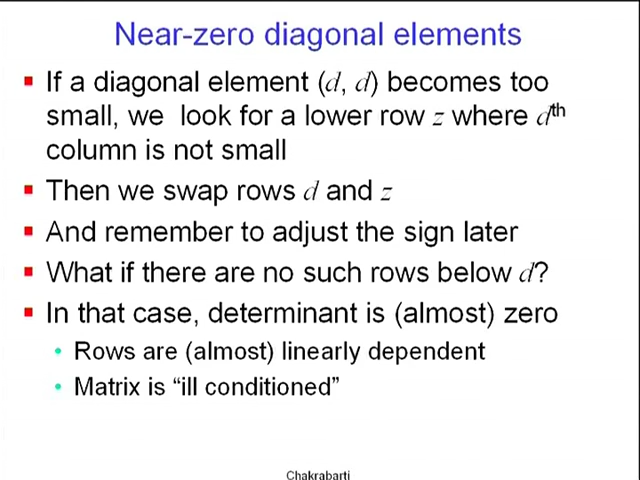 Near-zero diagonal elements
If a diagonal element (d, d) becomes too
small, we look for a lower row z where dth
column is not small
Then we swap rows d and z
And remember to adjust the sign later
What if there are no such rows below d?
In that case, determinant is (almost) zero
Rows are (almost) linearly dependent
Matrix is “ill conditioned”
Chakrabarti